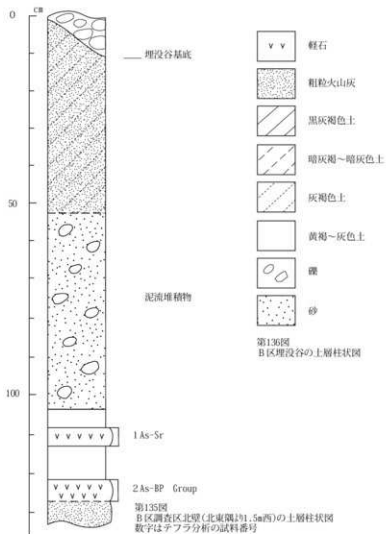 cm
0
埋没谷基底
50
泥流堆積物
100
1 As-Sr
2 As-BP Group
第135図
B区調査区北壁(北東隅より1.5m西)の土層柱状図
数字はテフラ分析の試料番号
軽石
粗粒火山灰
黒灰褐色土
暗灰褐〜暗灰色土
灰褐色土
黄褐〜灰色土
礫
砂
第136図
B区埋没谷の土層柱状図